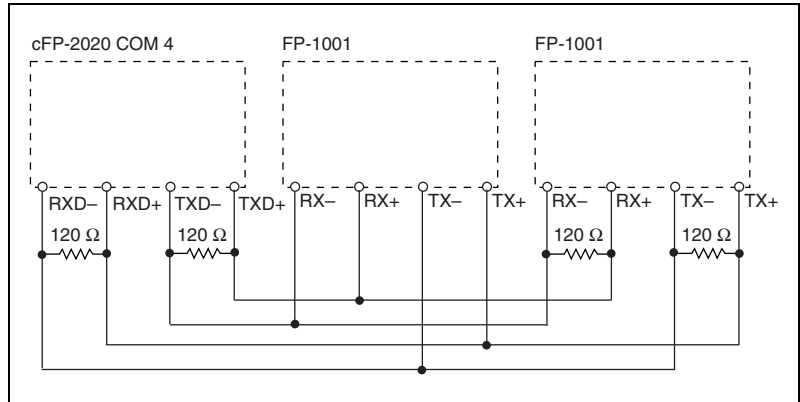 cFP-2020 COM 4 FP-1001 FP-1001
RXD– RXD+ TXD– TXD+ RX– RX+ TX– TX+ RX– RX+ TX– TX+
120 Ω 120 Ω 120 Ω 120 Ω